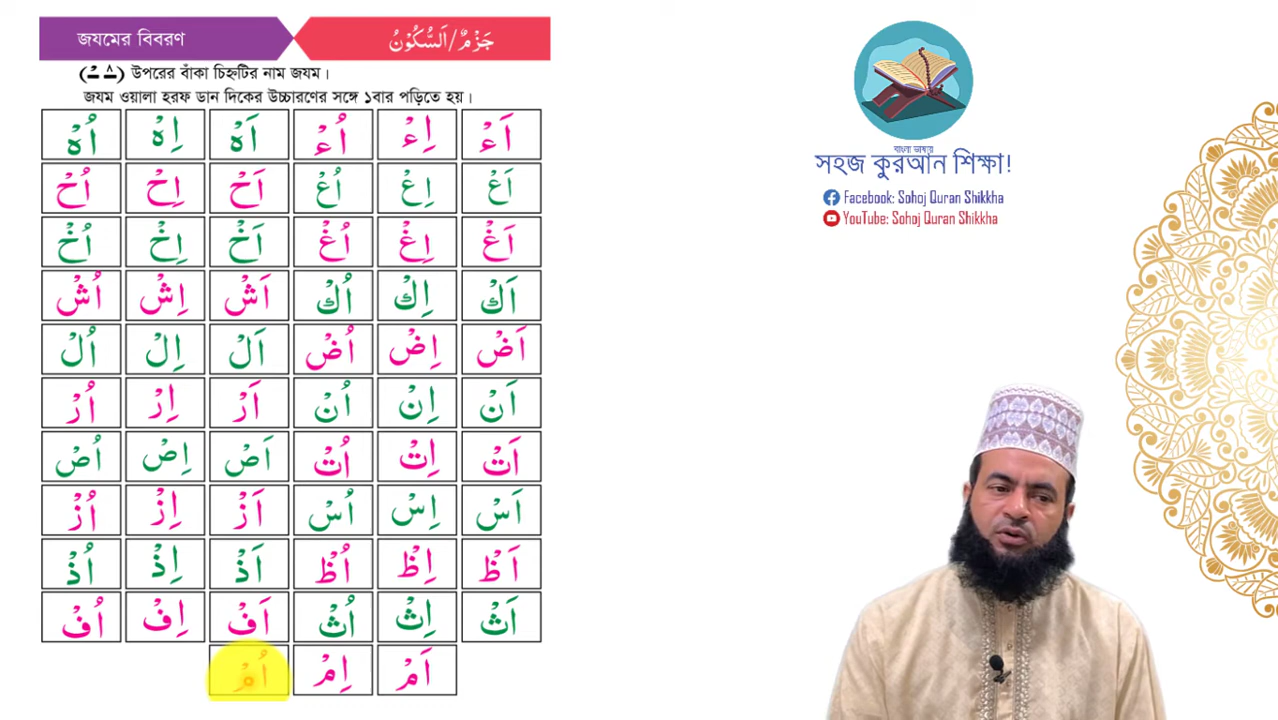 জযমের বিবরণ
جَزْمٌ/اَلسُّكُوْنُ
(ـْـ ^) উপরের বাঁকা চিহ্নটির নাম জযম।
জযম ওয়ালা হরফ ডান দিকের উচ্চারণের সঙ্গে ১বার পড়িতে হয়।
اَءْ اِءْ اُءْ اَهْ اِهْ اُهْ
اَعْ اِعْ اُعْ اَحْ اِحْ اُحْ
اَغْ اِغْ اُغْ اَخْ اِخْ اُخْ
اَكْ اِكْ اُكْ اَشْ اِشْ اُشْ
اَضْ اِضْ اُضْ اَلْ اِلْ اُلْ
اَنْ اِنْ اُنْ اَرْ اِرْ اُرْ
اَتْ اِتْ اُتْ اَصْ اِصْ اُصْ
اَسْ اِسْ اُسْ اَزْ اِزْ اُزْ
اَظْ اِظْ اُظْ اَذْ اِذْ اُذْ
اَثْ اِثْ اُثْ اَفْ اِفْ اُفْ
اَمْ اِمْ اُمْ
বাংলা ভাষায়
সহজ কুরআন শিক্ষা!
Facebook: Sohoj Quran Shikkha
YouTube: Sohoj Quran Shikkha